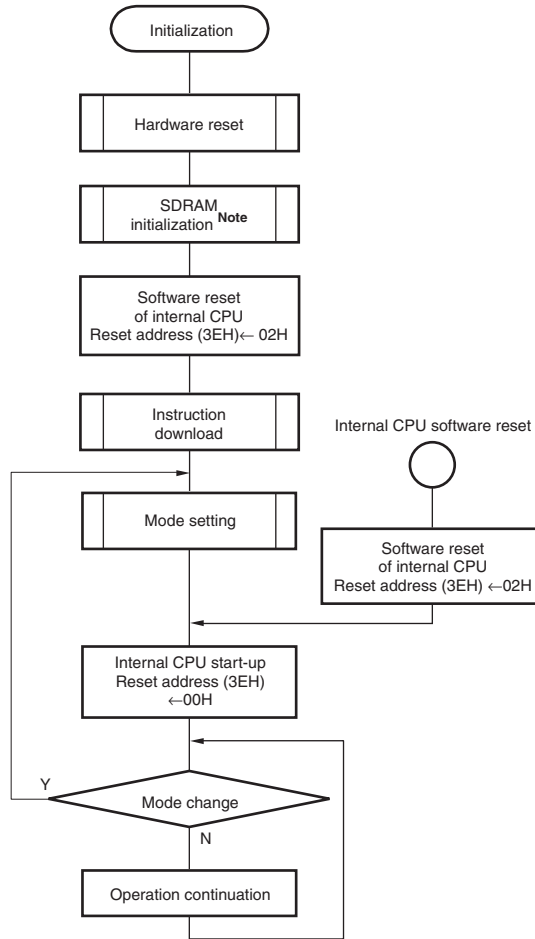 Initialization
Hardware reset
SDRAM
initialization Note
Software reset
of internal CPU
Reset address (3EH)← 02H
Instruction
download
Internal CPU software reset
Mode setting
Software reset
of internal CPU
Reset address (3EH) ←02H
Internal CPU start-up
Reset address (3EH)
←00H
Y
Mode change
N
Operation continuation